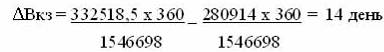 ΔВкз = 332518,5 x 360 _ 280914 x 360 = 14 день
1546698 1546698